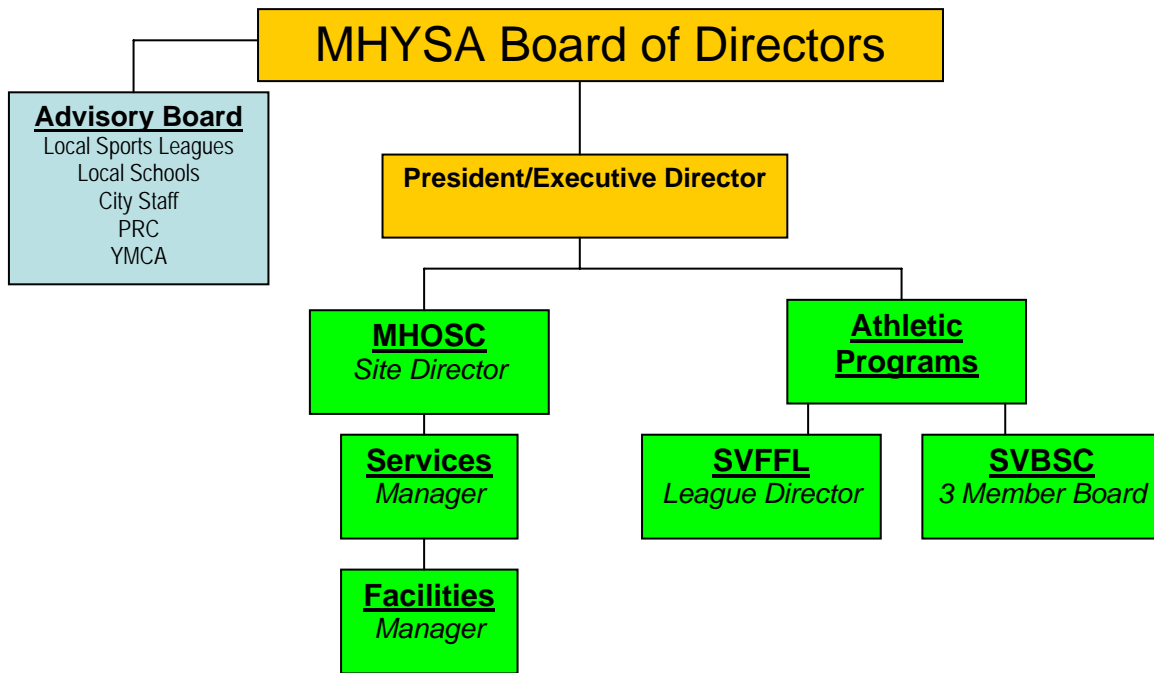 MHYSA Board of Directors
Advisory Board
Local Sports Leagues
Local Schools
City Staff
PRC
YMCA
President/Executive Director
MHOSC
Site Director
Athletic
Programs
Services
Manager
SVFFL
League Director
SVBSC
3 Member Board
Facilities
Manager